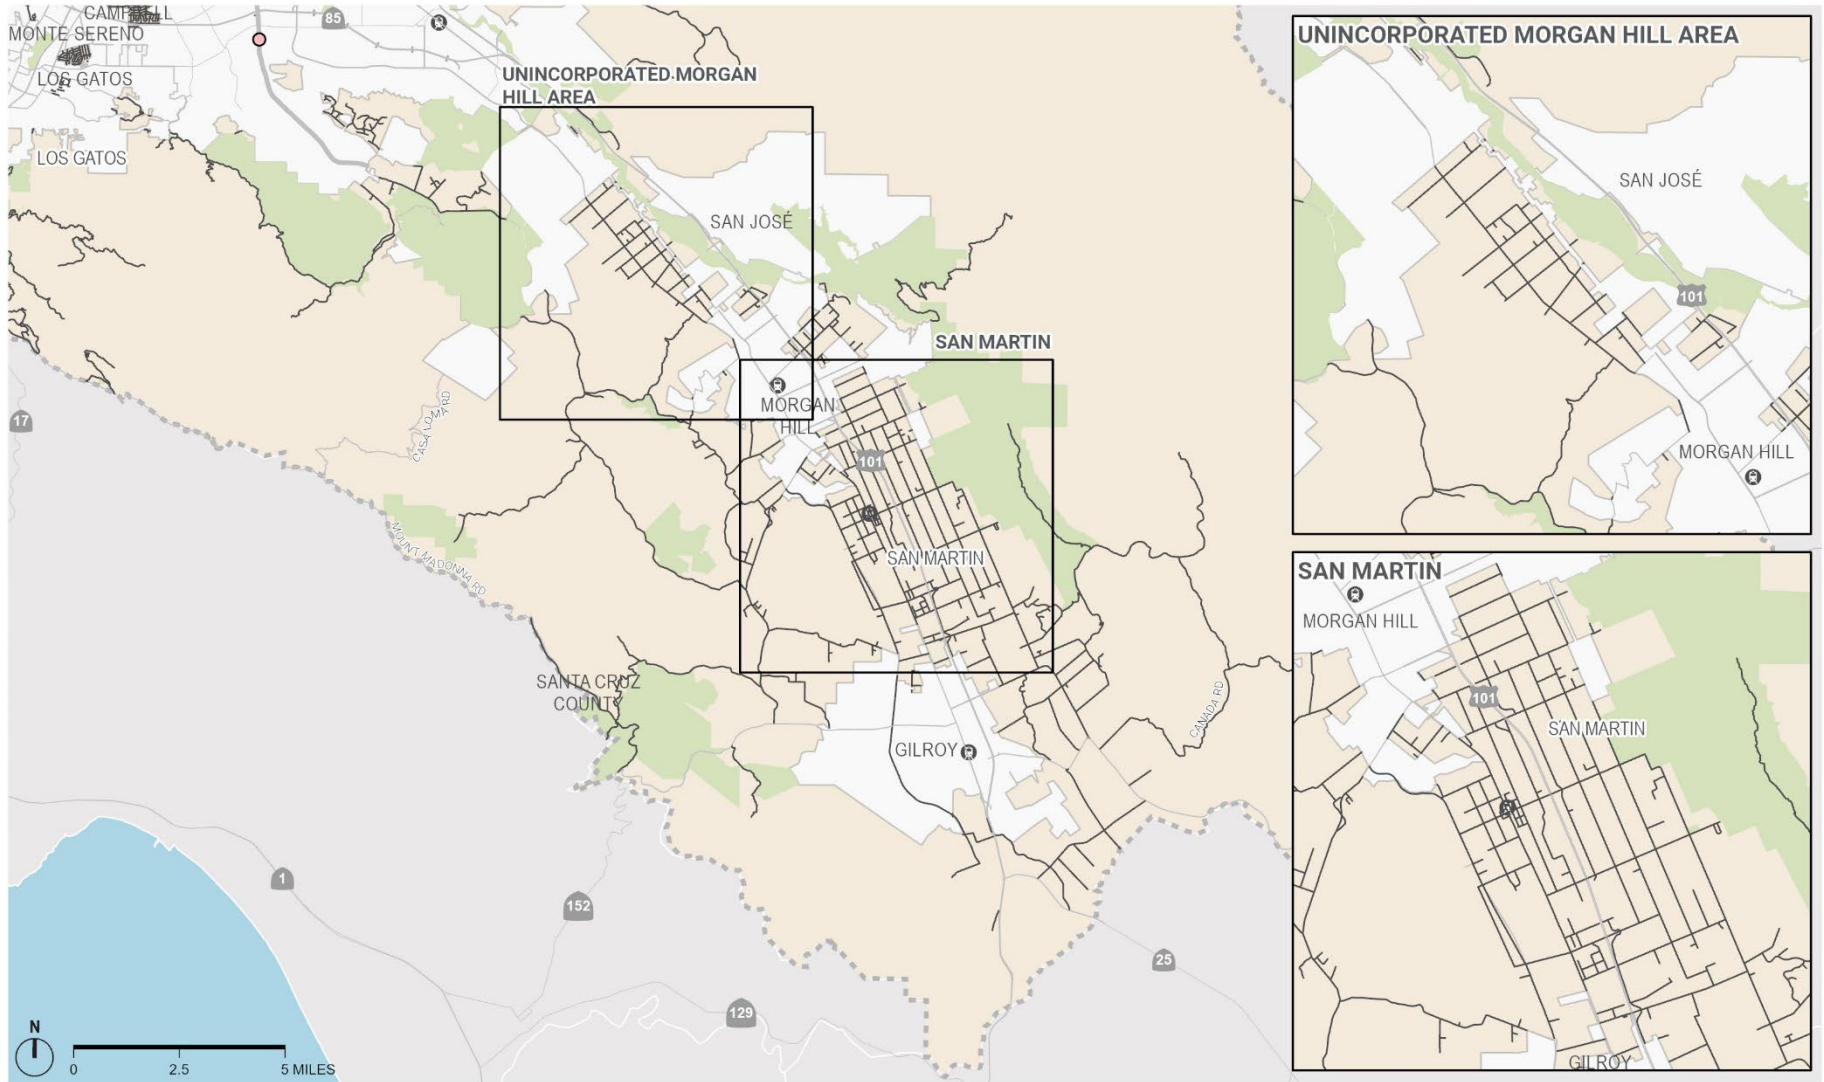 CAMPBELL
85
MONTE SERENO
LOS GATOS
UNINCORPORATED MORGAN
HILL AREA
LOS GATOS
SAN JOSÉ
SAN MARTIN
17
CASA LOMA RD
MORGAN
HILL
101
MOUNT MADONNA RD
SAN MARTIN
SANTA CRUZ
COUNTY
CANADA RD
GILROY
1
152
25
129
N
0
2.5
5 MILES
UNINCORPORATED MORGAN HILL AREA
SAN JOSÉ
101
MORGAN HILL
SAN MARTIN
MORGAN HILL
101
SAN MARTIN
GILROY